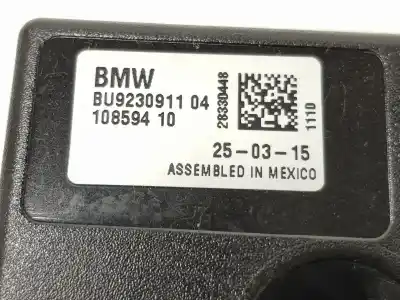 BMW
BU9230911 04
108594 10
28330448
1110
25-03-15
ASSEMBLED IN MEXICO